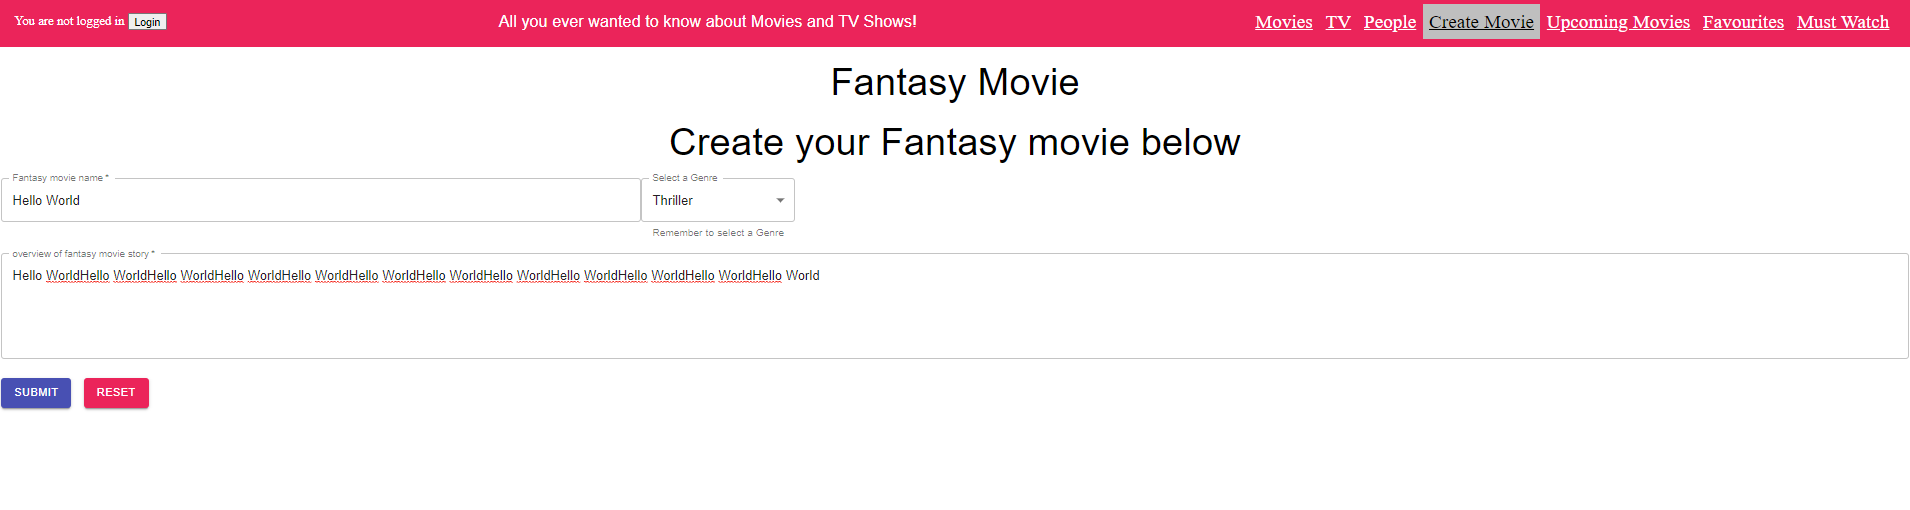 You are not logged in Login All you ever wanted to know about Movies and TV Shows! Movies TV People Create Movie Upcoming Movies Favourites Must Watch
Fantasy Movie
Create your Fantasy movie below
Fantasy movie name *
Hello World
Select a Genre
Thriller
Remember to select a Genre
overview of fantasy movie story *
Hello WorldHello WorldHello WorldHello WorldHello WorldHello WorldHello WorldHello WorldHello WorldHello WorldHello WorldHello World
SUBMIT RESET